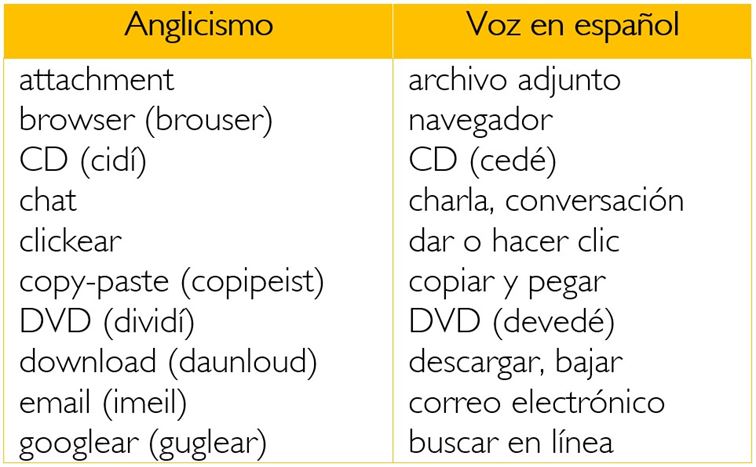 Anglicismo Voz en español
attachment archivo adjunto
browser (brouser) navegador
CD (cidí) CD (cedé)
chat charla, conversación
clickear dar o hacer clic
copy-paste (copipeist) copiar y pegar
DVD (dividí) DVD (devedé)
download (daunloud) descargar, bajar
email (imeil) correo electrónico
googlear (guglear) buscar en línea